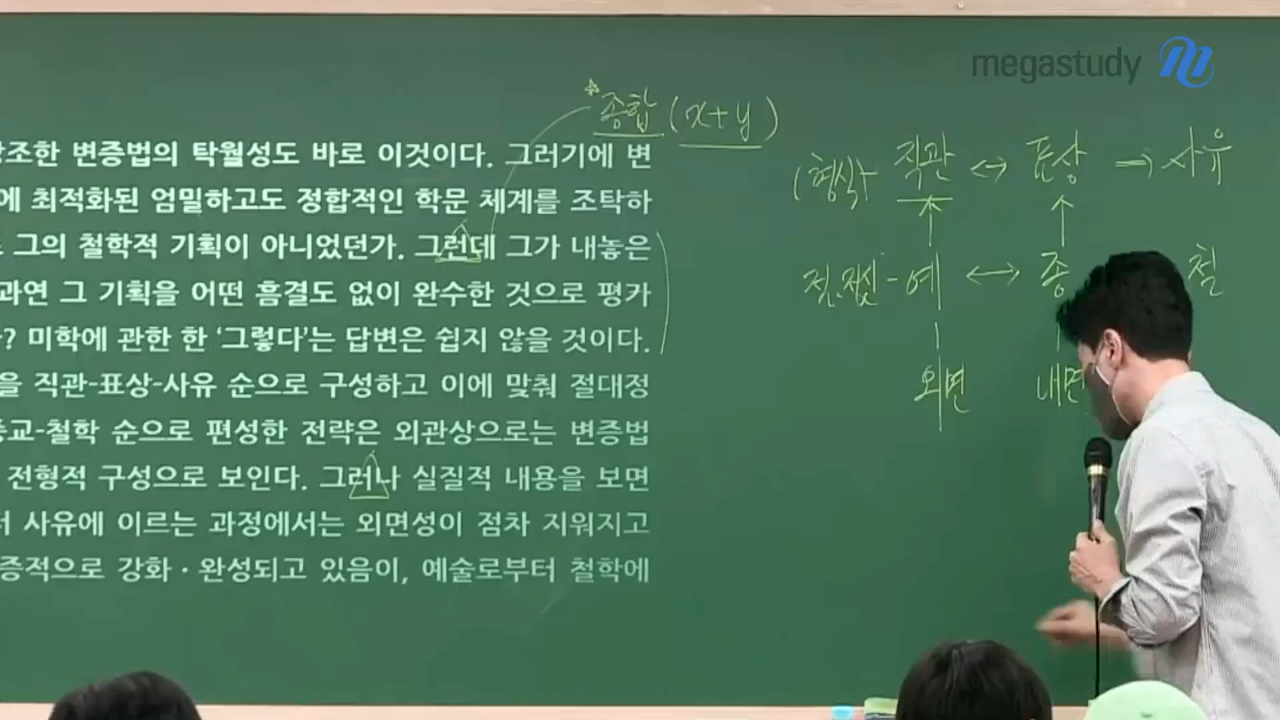 megastudy
종합 (x+y)
강조한 변증법의 탁월성도 바로 이것이다. 그러기에 변
에 최적화된 엄밀하고도 정합적인 학문 체계를 조탁하
그의 철학적 기획이 아니었던가. 그런데 그가 내놓은
과연 그 기획을 어떤 흠결도 없이 완수한 것으로 평가
? 미학에 관한 한 ‘그렇다’는 답변은 쉽지 않을 것이다.
을 직관-표상-사유 순으로 구성하고 이에 맞춰 절대정
종교-철학 순으로 편성한 전략은 외관상으로는 변증법
전형적 구성으로 보인다. 그러나 실질적 내용을 보면
터 사유에 이르는 과정에서는 외면성이 점차 지워지고
증적으로 강화·완성되고 있음이, 예술로부터 철학에
(형식) 직관 ↔ 표상 ⇒ 사유
예 ↔ 종 철
외면 내면